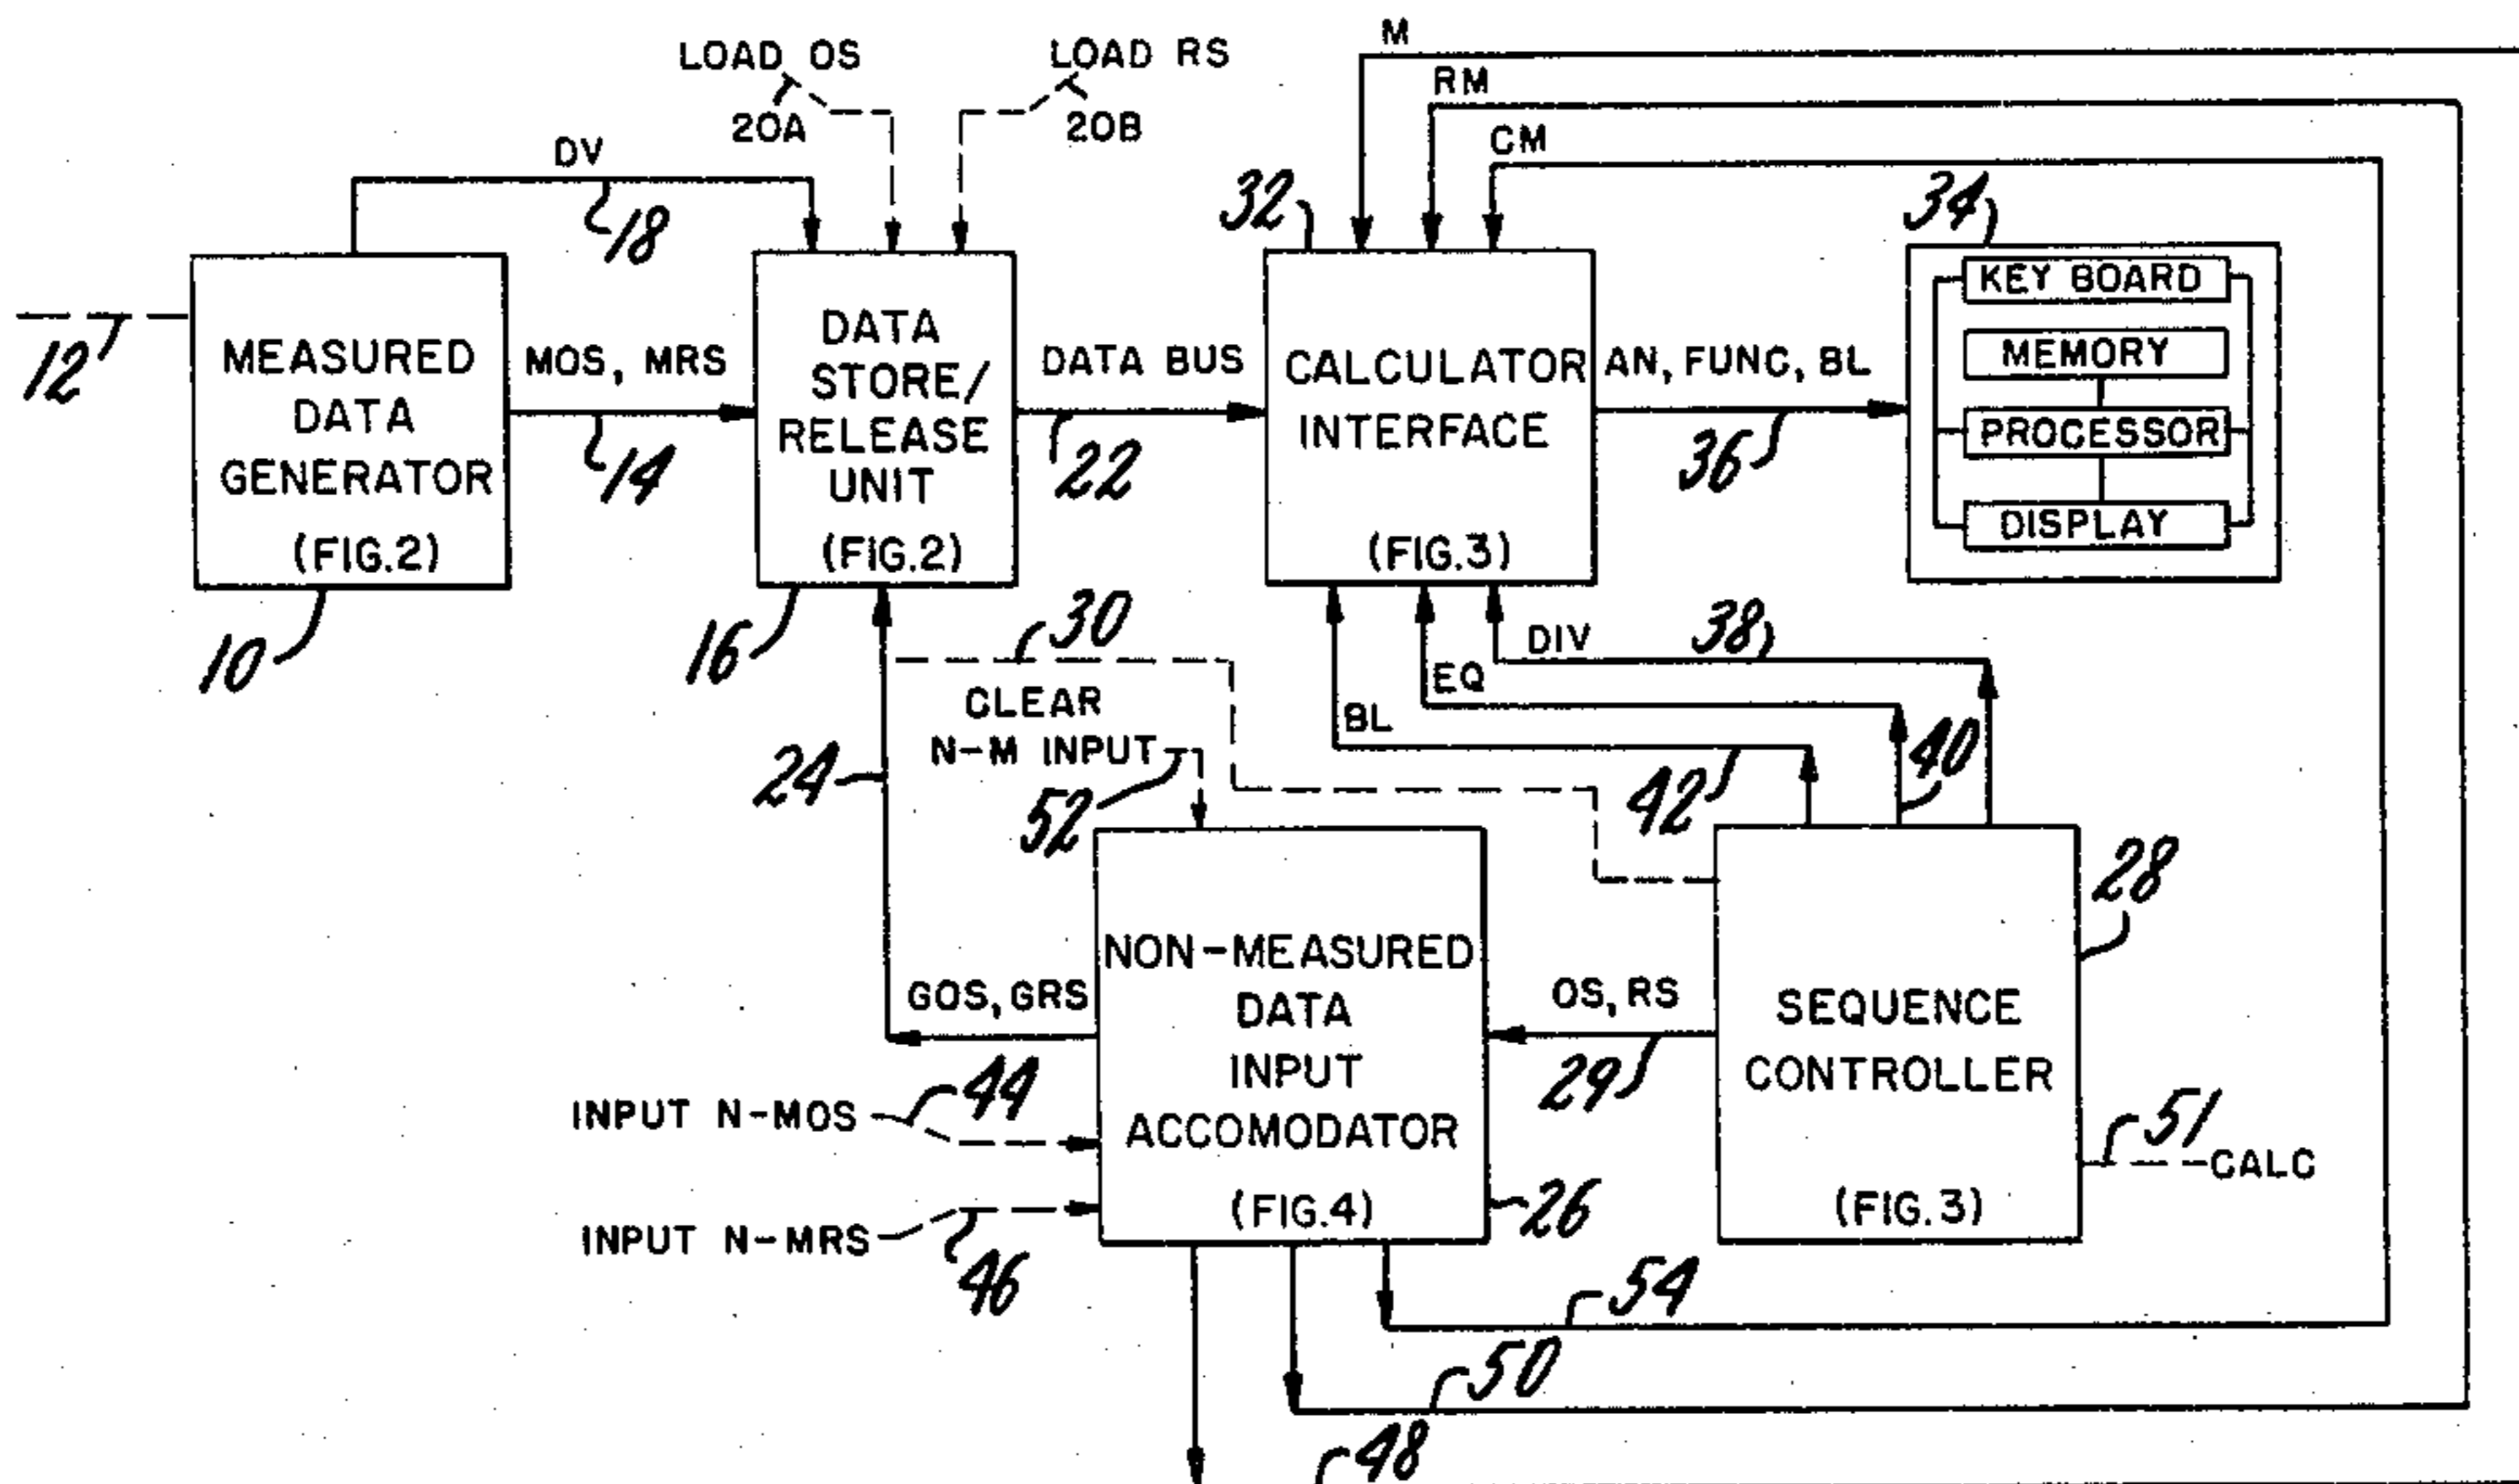 M
LOAD OS
LOAD RS
RM
20A
20B
CM
DV
18
32
34
12
MEASURED
DATA
GENERATOR
(FIG.2)
10
MOS, MRS
14
DATA
STORE/
RELEASE
UNIT
(FIG.2)
16
DATA BUS
22
CALCULATOR
INTERFACE
(FIG.3)
AN, FUNC, BL
36
KEY BOARD
MEMORY
PROCESSOR
DISPLAY
30
DIV
38
EQ
BL
40
42
24
CLEAR
N-M INPUT
52
28
NON-MEASURED
DATA
INPUT
ACCOMODATOR
(FIG.4)
26
GOS, GRS
OS, RS
29
SEQUENCE
CONTROLLER
(FIG.3)
51
CALC
INPUT N-MOS
44
INPUT N-MRS
46
54
50
48